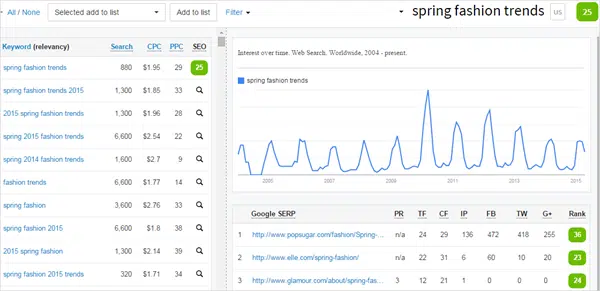 All / None Selected add to list Add to list Filter spring fashion trends us 25
Keyword (relevancy) Search CPC PPC SEO
spring fashion trends 880 $1.95 29 25
spring fashion trends 2015 1,300 $1.85 33
2015 spring fashion trends 1,300 $1.96 28
spring 2015 fashion trends 6,600 $2.54 22
spring 2014 fashion trends 1,600 $2.7 9
fashion trends 6,600 $1.77 14
spring fashion 3,600 $2.76 33
spring fashion 2015 6,600 $1.8 38
2015 spring fashion 1,300 $2.14 39
spring fashion 2015 trends 320 $1.71 34
Interest over time. Web Search. Worldwide, 2004 - present.
spring fashion trends
2005 2007 2009 2011 2013 2015
Google SERP PR TF CF IP FB TW G+ Rank
1 http://www.popsugar.com/fashion/Spring-... n/a 24 29 136 472 418 255 36
2 http://www.elle.com/spring-fashion/ n/a 22 31 6 60 10 20 23
3 http://www.glamour.com/about/spring-fas... 3 12 21 1 0 0 0 24